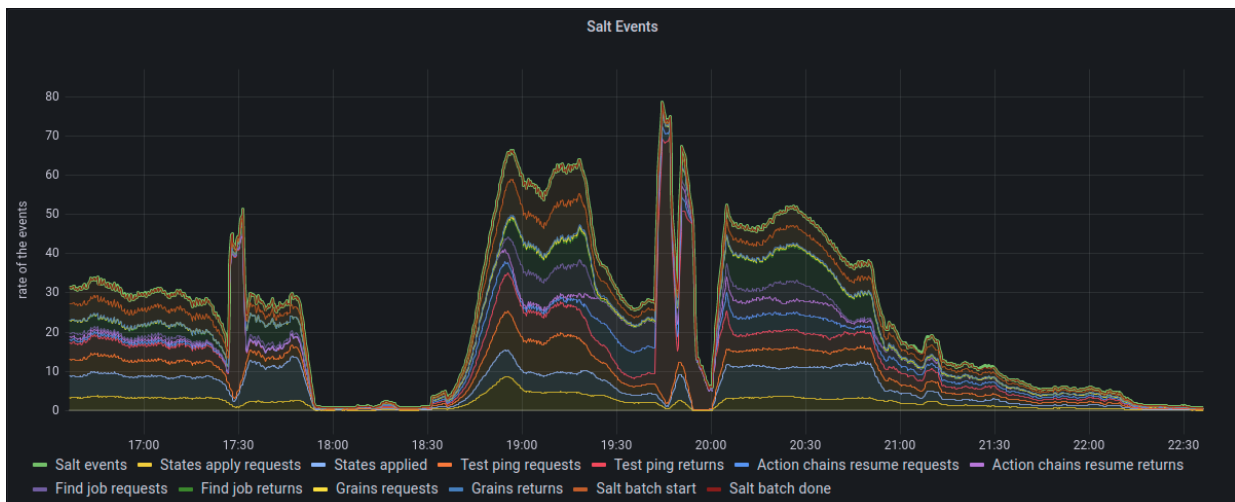 Salt Events
rate of the events
80
70
60
50
40
30
20
10
0
17:00 17:30 18:00 18:30 19:00 19:30 20:00 20:30 21:00 21:30 22:00 22:30
Salt events States apply requests States applied Test ping requests Test ping returns Action chains resume requests Action chains resume returns
Find job requests Find job returns Grains requests Grains returns Salt batch start Salt batch done